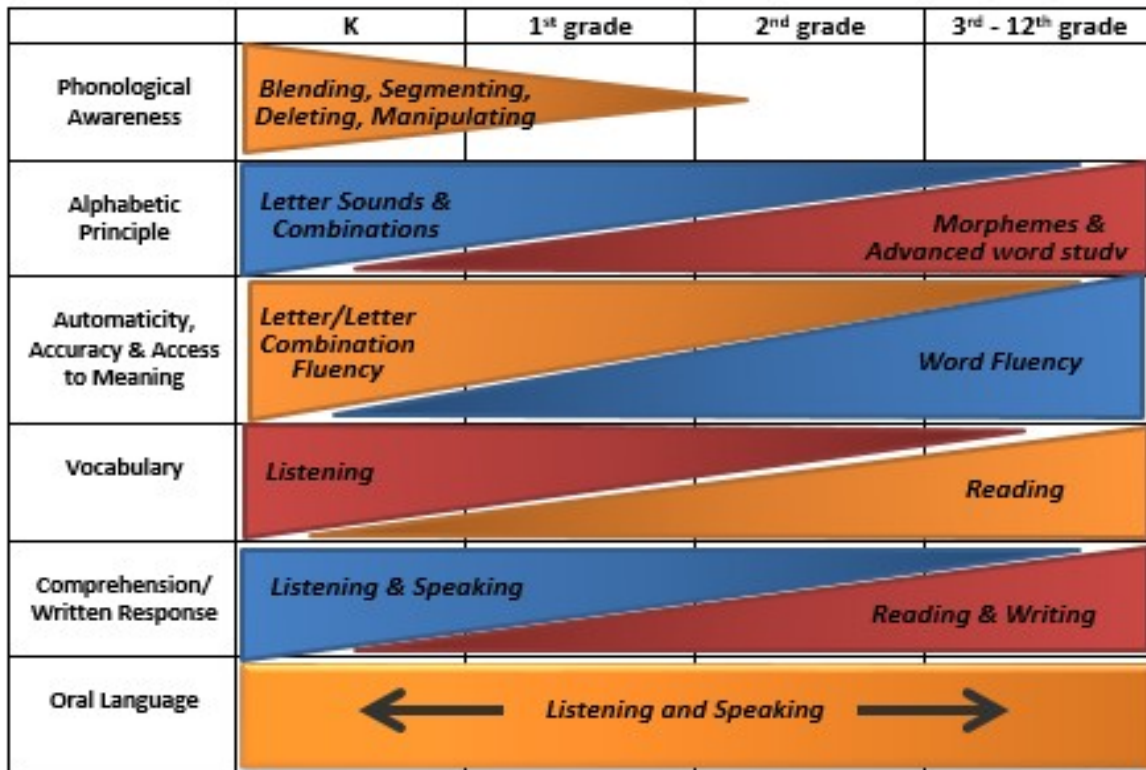 K 1st grade 2nd grade 3rd - 12th grade
Phonological
Awareness
Blending, Segmenting,
Deleting, Manipulating
Alphabetic
Principle
Letter Sounds &
Combinations
Morphemes &
Advanced word study
Automaticity,
Accuracy & Access
to Meaning
Letter/Letter
Combination
Fluency
Word Fluency
Vocabulary
Listening
Reading
Comprehension/
Written Response
Listening & Speaking
Reading & Writing
Oral Language
Listening and Speaking